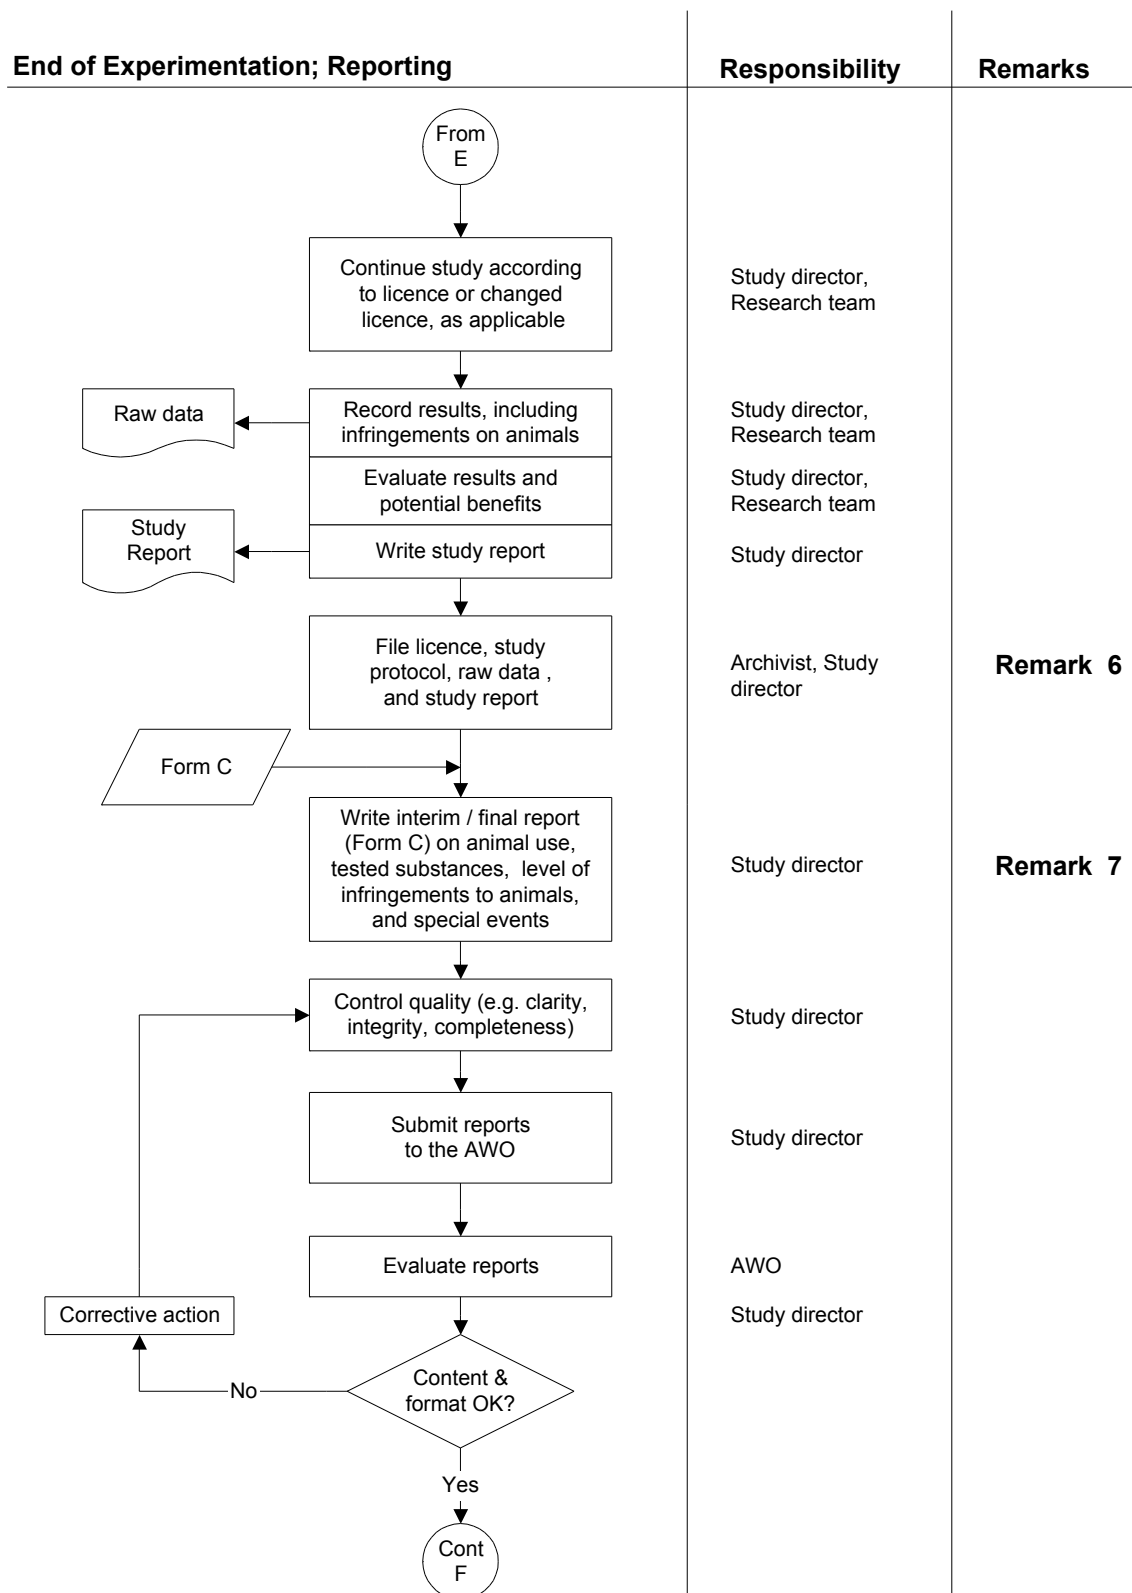 End of Experimentation; Reporting
Responsibility
Remarks
From
E
Continue study according
to licence or changed
licence, as applicable
Study director,
Research team
Raw data
Record results, including
infringements on animals
Study director,
Research team
Evaluate results and
potential benefits
Study director,
Research team
Study
Report
Write study report
Study director
File licence, study
protocol, raw data ,
and study report
Archivist, Study
director
Remark 6
Form C
Write interim / final report
(Form C) on animal use,
tested substances, level of
infringements to animals,
and special events
Study director
Remark 7
Control quality (e.g. clarity,
integrity, completeness)
Study director
Submit reports
to the AWO
Study director
Evaluate reports
AWO
Corrective action
Study director
Content &
format OK?
No
Yes
Cont
F